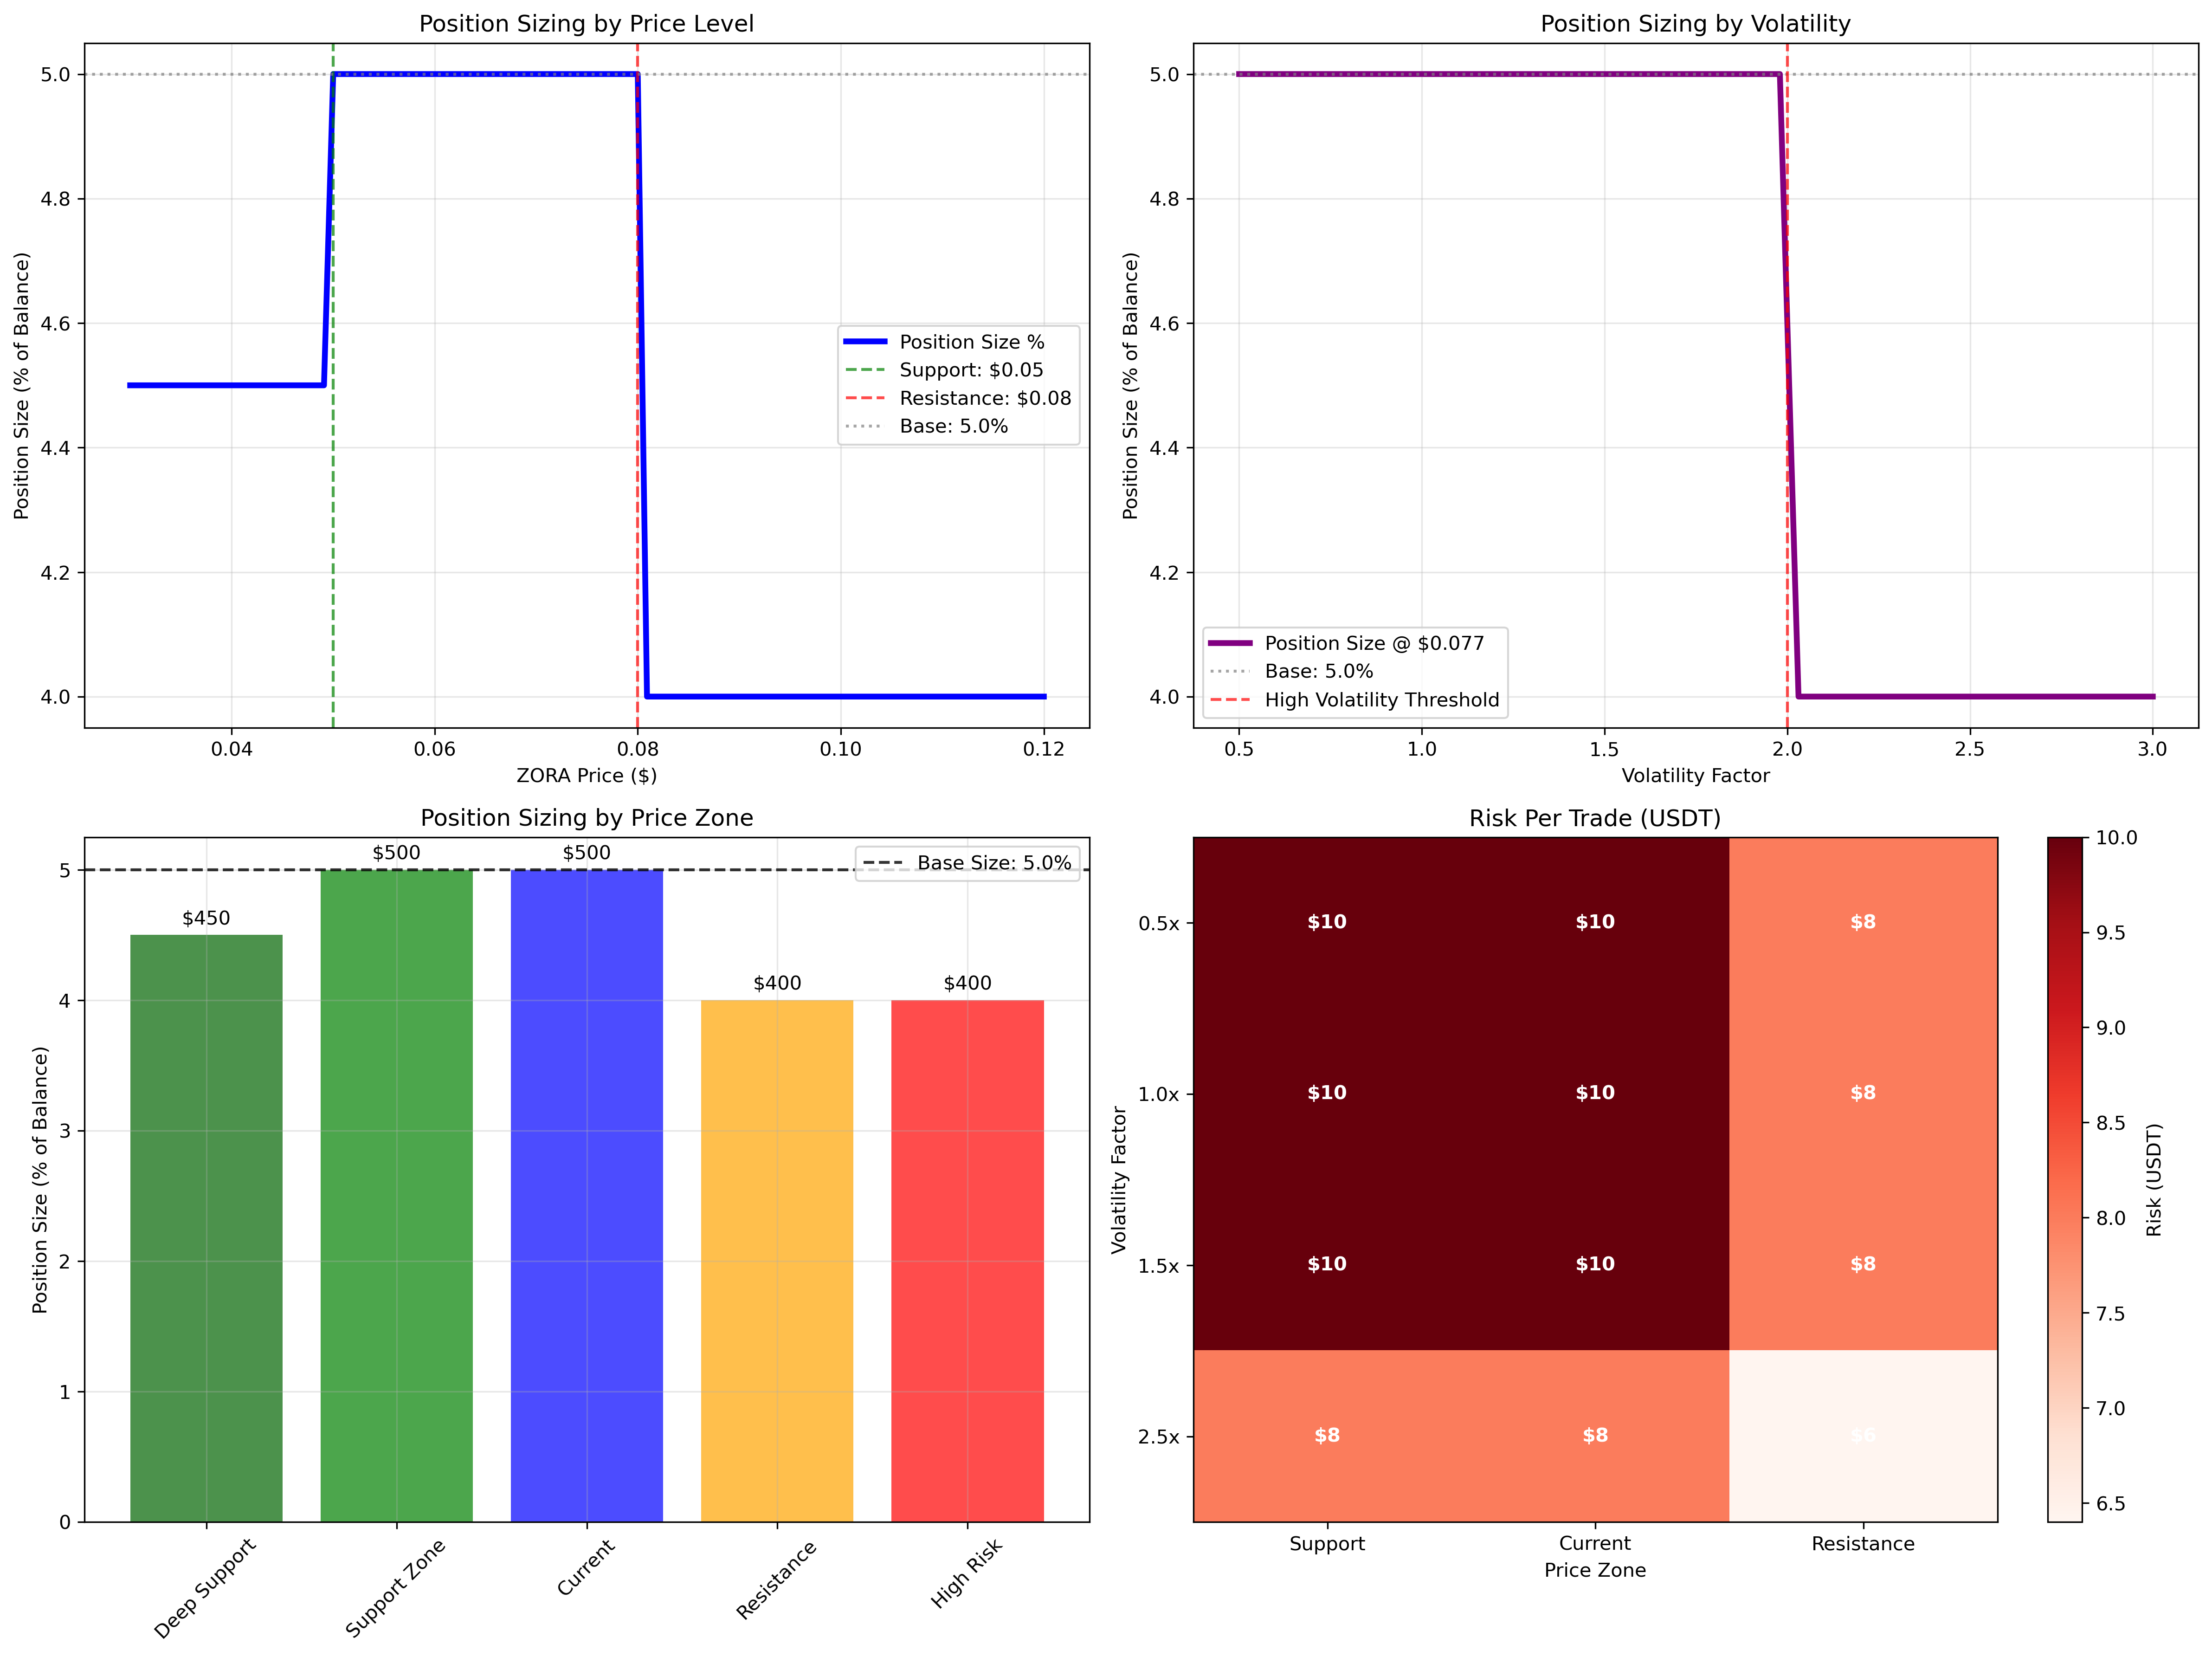 Position Sizing by Price Level
Position Size (% of Balance)
5.0
4.8
4.6
4.4
4.2
4.0
Position Size %
Support: $0.05
Resistance: $0.08
Base: 5.0%
0.04 0.06 0.08 0.10 0.12
ZORA Price ($)
Position Sizing by Volatility
Position Size (% of Balance)
5.0
4.8
4.6
4.4
4.2
4.0
Position Size @ $0.077
Base: 5.0%
High Volatility Threshold
0.5 1.0 1.5 2.0 2.5 3.0
Volatility Factor
Position Sizing by Price Zone
Position Size (% of Balance)
5
4
3
2
1
0
Base Size: 5.0%
$450 $500 $500 $400 $400
Deep Support
Support Zone
Current
Resistance
High Risk
Risk Per Trade (USDT)
Volatility Factor
0.5x $10 $10 $8
1.0x $10 $10 $8
1.5x $10 $10 $8
2.5x $8 $8 $6
Support Current Resistance
Price Zone
10.0
9.5
9.0
8.5
8.0
7.5
7.0
6.5
Risk (USDT)